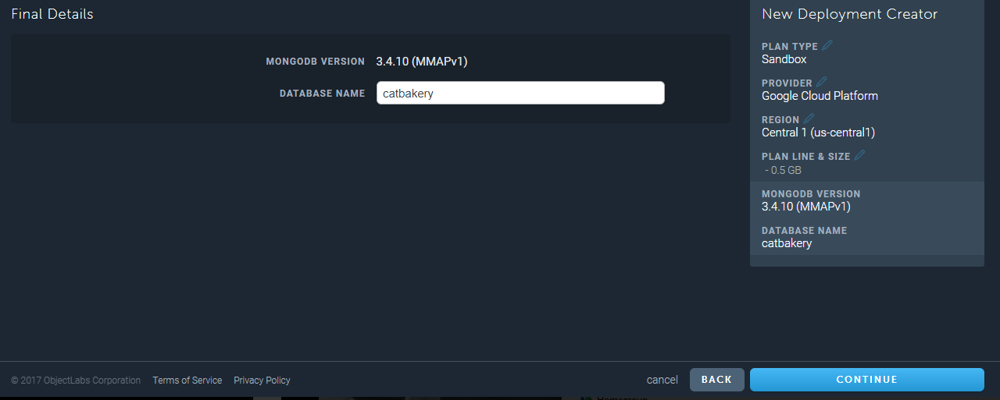 Final Details
MONGODB VERSION 3.4.10 (MMAPv1)
DATABASE NAME catbakery
New Deployment Creator
PLAN TYPE
Sandbox
PROVIDER
Google Cloud Platform
REGION
Central 1 (us-central1)
PLAN LINE & SIZE
- 0.5 GB
MONGODB VERSION
3.4.10 (MMAPv1)
DATABASE NAME
catbakery
© 2017 ObjectLabs Corporation Terms of Service Privacy Policy cancel BACK CONTINUE